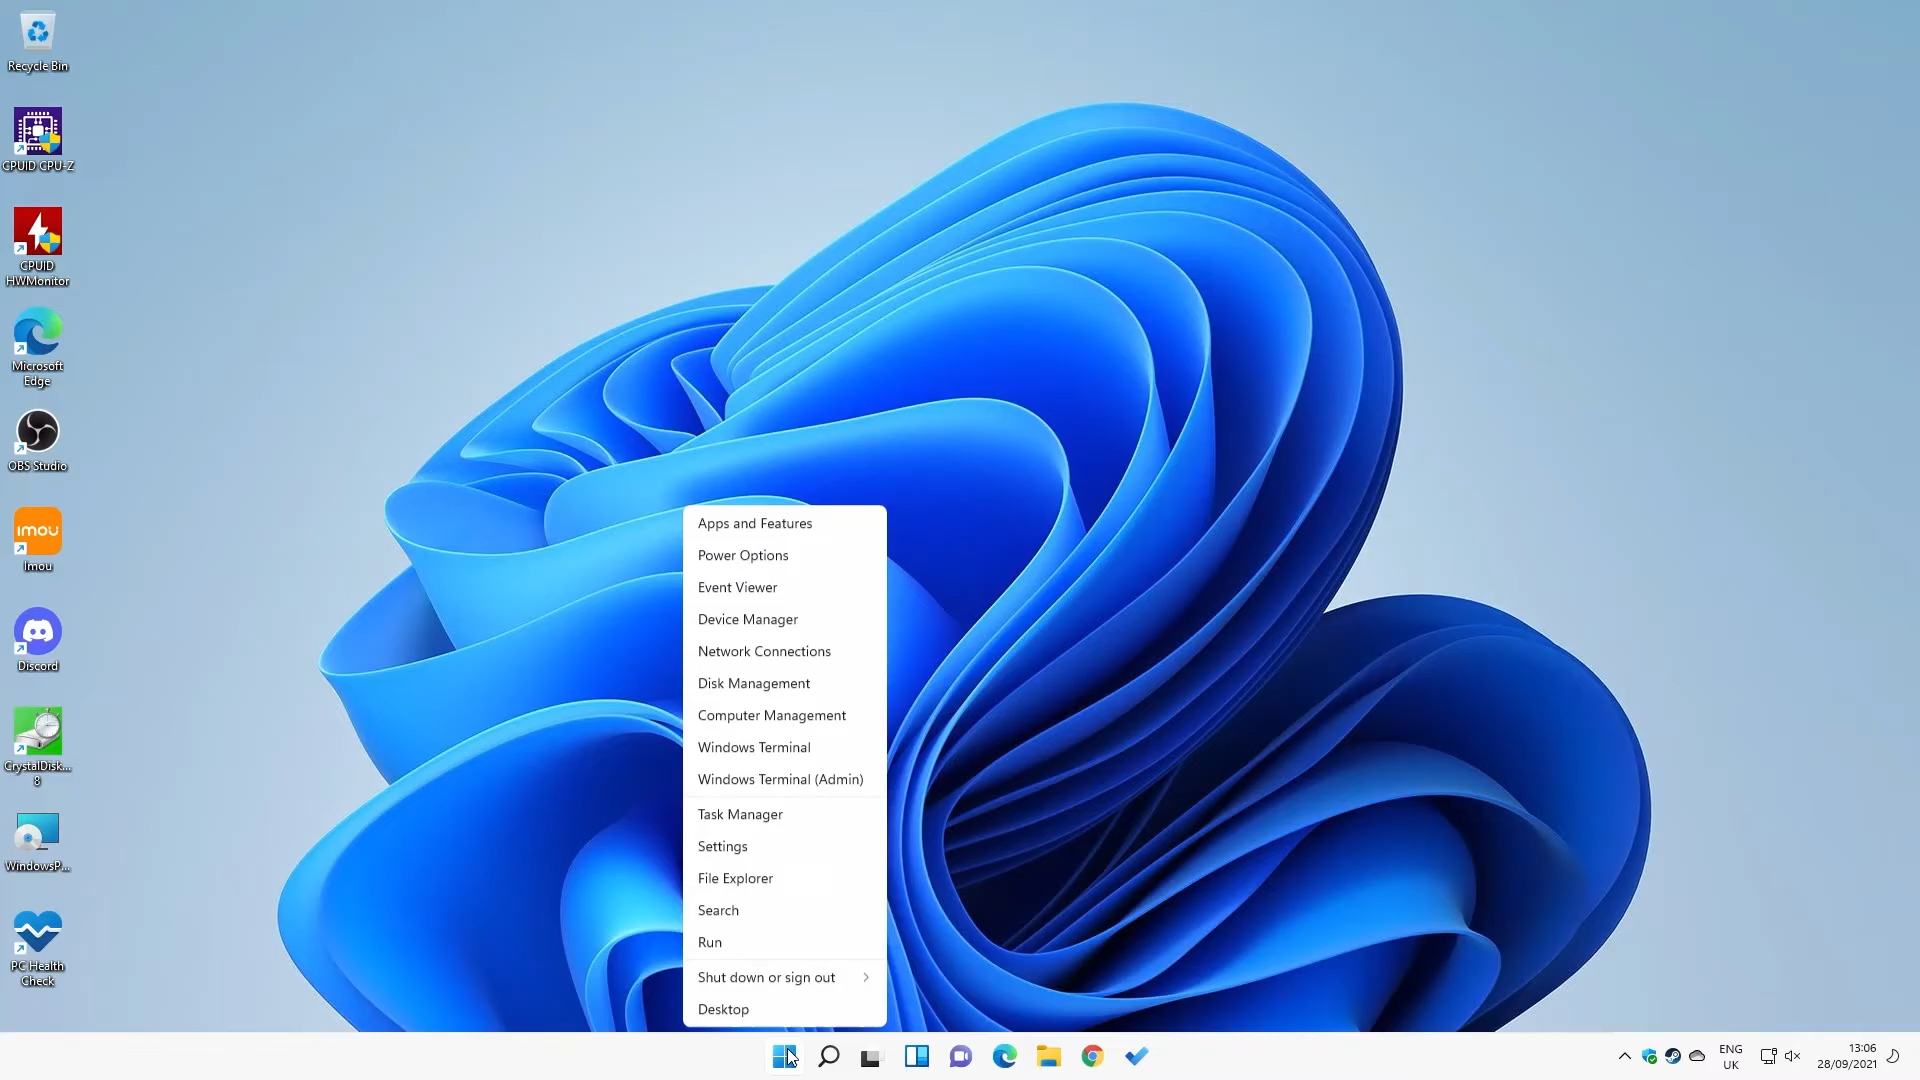 Recycle Bin
CPUID CPU-Z
CPUID
HWMonitor
Microsoft
Edge
OBS Studio
imou
Imou
Discord
CrystalDisk...
8
WindowsP...
PC Health
Check
Apps and Features
Power Options
Event Viewer
Device Manager
Network Connections
Disk Management
Computer Management
Windows Terminal
Windows Terminal (Admin)
Task Manager
Settings
File Explorer
Search
Run
Shut down or sign out
Desktop
ENG
UK
13:06
28/09/2021